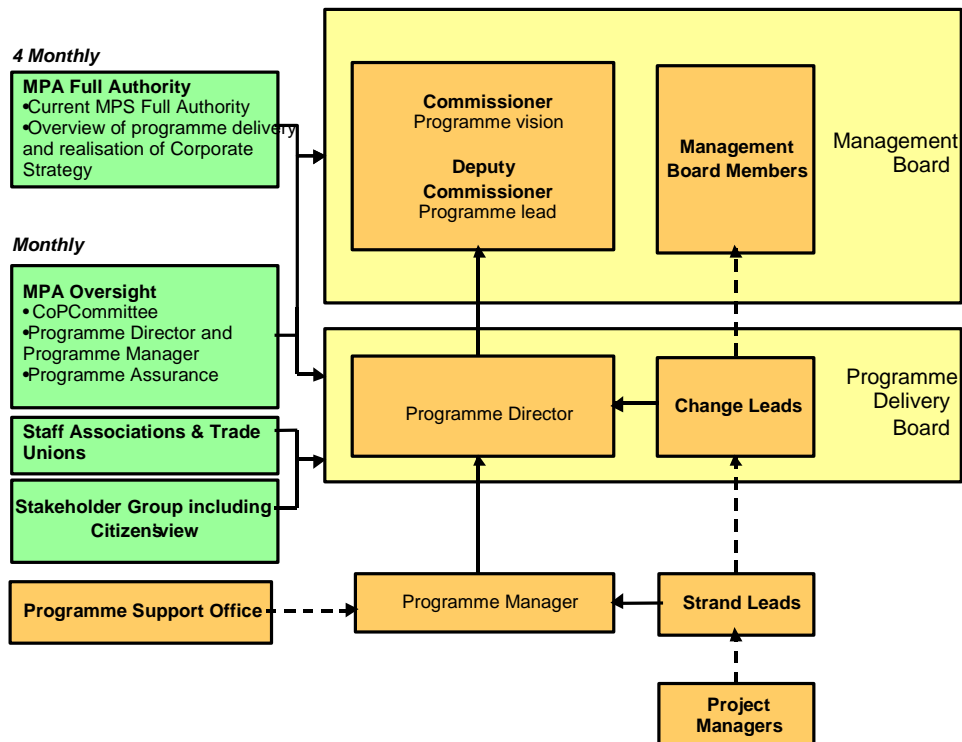 4 Monthly
MPA Full Authority
•Current MPS Full Authority
•Overview of programme delivery
and realisation of Corporate
Strategy
Monthly
MPA Oversight
• CoPCommittee
•Programme Director and
Programme Manager
•Programme Assurance
Staff Associations & Trade
Unions
Stakeholder Group including
Citizens'view
Programme Support Office
Commissioner
Programme vision
Deputy
Commissioner
Programme lead
Management
Board Members
Management
Board
Programme Director
Change Leads
Programme
Delivery
Board
Programme Manager
Strand Leads
Project
Managers